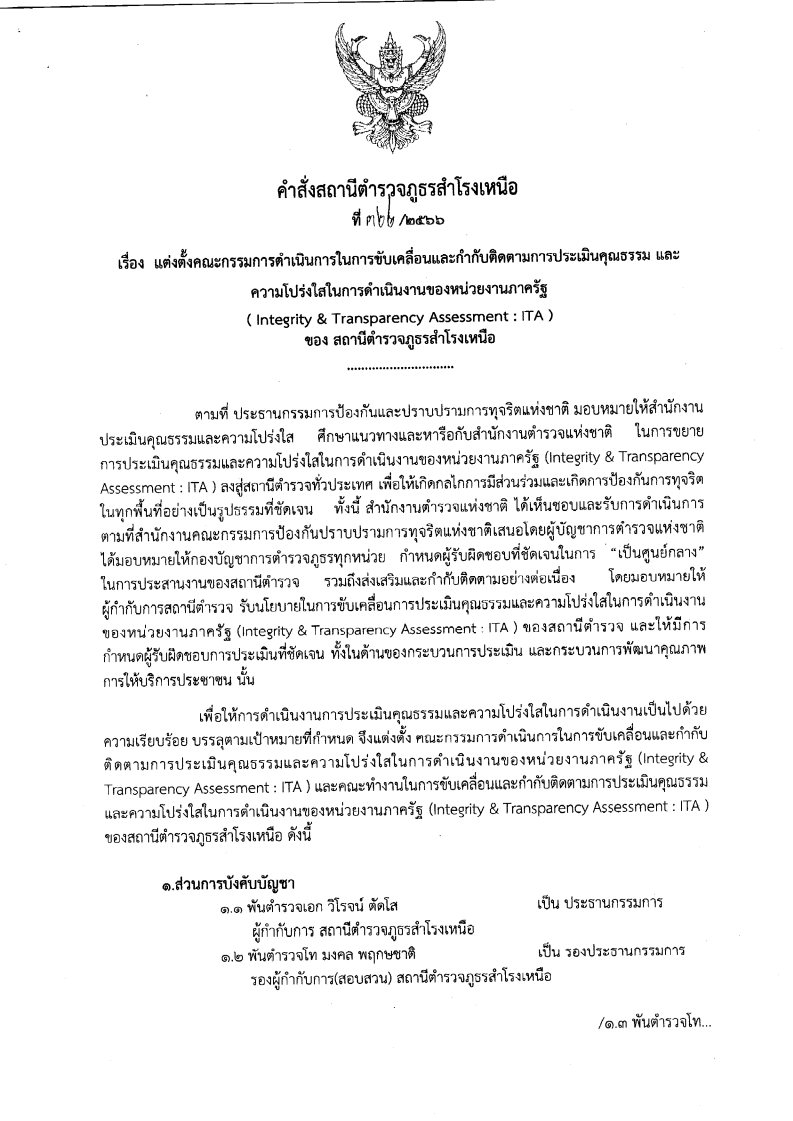 คำสั่งสถานีตำรวจภูธรสำโรงเหนือ
ที่ ๓๖๖ /๒๕๖๖
เรื่อง แต่งตั้งคณะกรรมการดำเนินการในการขับเคลื่อนและกำกับติดตามการประเมินคุณธรรม และ
ความโปร่งใสในการดำเนินงานของหน่วยงานภาครัฐ
( Integrity & Transparency Assessment : ITA )
ของ สถานีตำรวจภูธรสำโรงเหนือ
..............................
ตามที่ ประธานกรรมการป้องกันและปราบปรามการทุจริตแห่งชาติ มอบหมายให้สำนักงาน
ประเมินคุณธรรมและความโปร่งใส ศึกษาแนวทางและหารือกับสำนักงานตำรวจแห่งชาติ ในการขยาย
การประเมินคุณธรรมและความโปร่งใสในการดำเนินงานของหน่วยงานภาครัฐ (Integrity & Transparency
Assessment : ITA ) ลงสู่สถานีตำรวจทั่วประเทศ เพื่อให้เกิดกลไกการมีส่วนร่วมและเกิดการป้องกันการทุจริต
ในทุกพื้นที่อย่างเป็นรูปธรรมที่ชัดเจน ทั้งนี้ สำนักงานตำรวจแห่งชาติ ได้เห็นชอบและรับการดำเนินการ
ตามที่สำนักงานคณะกรรมการป้องกันปราบปรามการทุจริตแห่งชาติเสนอโดยผู้บัญชาการตำรวจแห่งชาติ
ได้มอบหมายให้กองบัญชาการตำรวจภูธรทุกหน่วย กำหนดผู้รับผิดชอบที่ชัดเจนในการ “เป็นศูนย์กลาง”
ในการประสานงานของสถานีตำรวจ รวมถึงส่งเสริมและกำกับติดตามอย่างต่อเนื่อง โดยมอบหมายให้
ผู้กำกับการสถานีตำรวจ รับนโยบายในการขับเคลื่อนการประเมินคุณธรรมและความโปร่งใสในการดำเนินงาน
ของหน่วยงานภาครัฐ (Integrity & Transparency Assessment : ITA ) ของสถานีตำรวจ และให้มีการ
กำหนดผู้รับผิดชอบการประเมินที่ชัดเจน ทั้งในด้านของกระบวนการประเมิน และกระบวนการพัฒนาคุณภาพ
การให้บริการประชาชน นั้น
เพื่อให้การดำเนินงานการประเมินคุณธรรมและความโปร่งใสในการดำเนินงานเป็นไปด้วย
ความเรียบร้อย บรรลุตามเป้าหมายที่กำหนด จึงแต่งตั้ง คณะกรรมการดำเนินการในการขับเคลื่อนและกำกับ
ติดตามการประเมินคุณธรรมและความโปร่งใสในการดำเนินงานของหน่วยงานภาครัฐ (Integrity &
Transparency Assessment : ITA ) และคณะทำงานในการขับเคลื่อนและกำกับติดตามการประเมินคุณธรรม
และความโปร่งใสในการดำเนินงานของหน่วยงานภาครัฐ (Integrity & Transparency Assessment : ITA )
ของสถานีตำรวจภูธรสำโรงเหนือ ดังนี้
๑.ส่วนการบังคับบัญชา
๑.๑ พันตำรวจเอก วิโรจน์ ตัดโส เป็น ประธานกรรมการ
ผู้กำกับการ สถานีตำรวจภูธรสำโรงเหนือ
๑.๒ พันตำรวจโท มงคล พฤกษชาติ เป็น รองประธานกรรมการ
รองผู้กำกับการ(สอบสวน) สถานีตำรวจภูธรสำโรงเหนือ
/๑.๓ พันตำรวจโท...